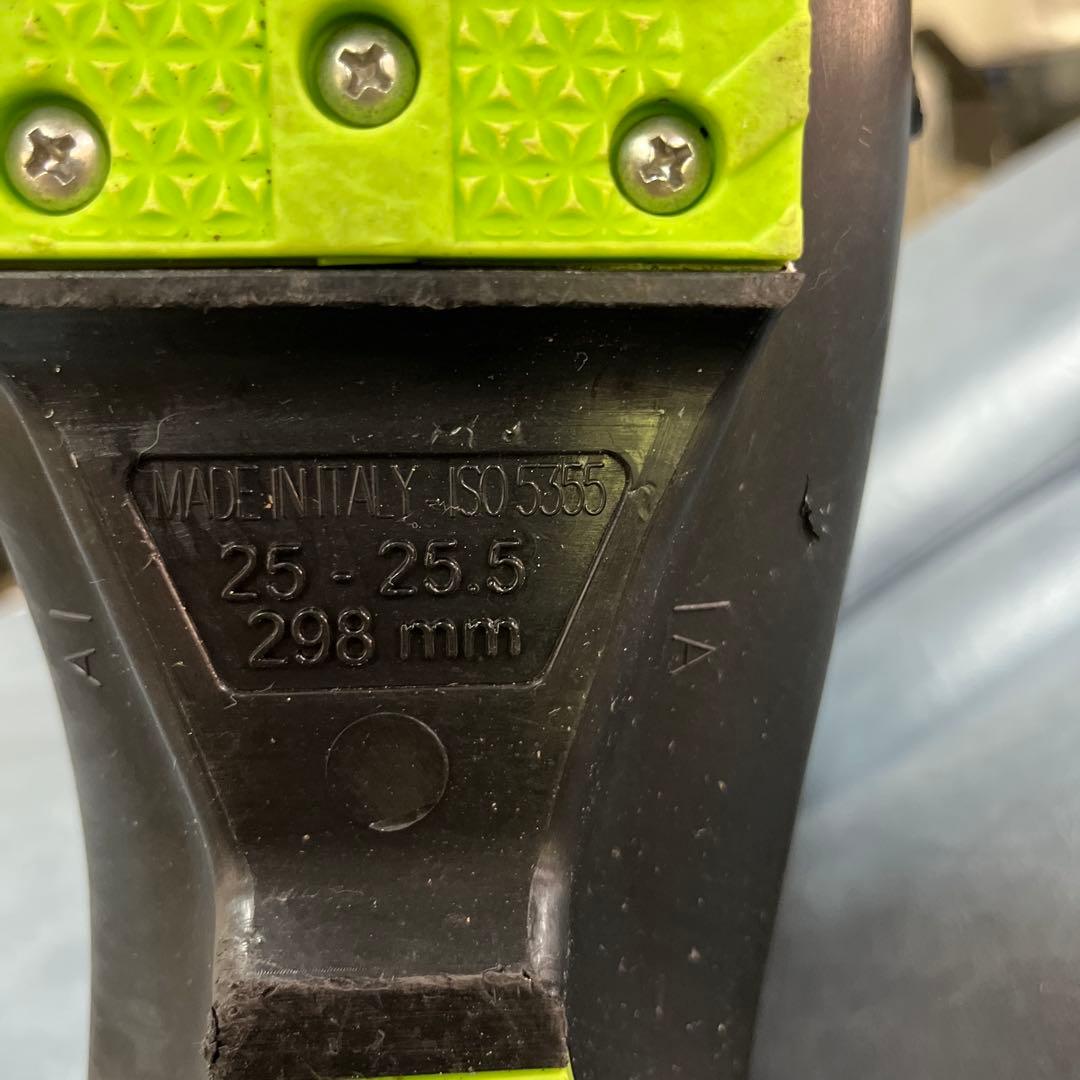 MADE IN ITALY - ISO 5355
25 - 25.5
298 mm